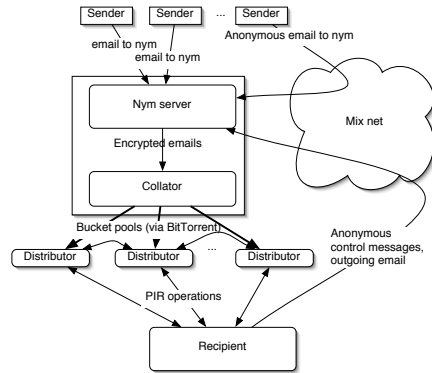 Sender
Sender
...
Sender
email to nym
email to nym
Anonymous email to nym
Nym server
Mix net
Encrypted emails
Collator
Bucket pools (via BitTorrent)
...
Distributor
Distributor
Distributor
Anonymous
control messages,
outgoing email
PIR operations
Recipient